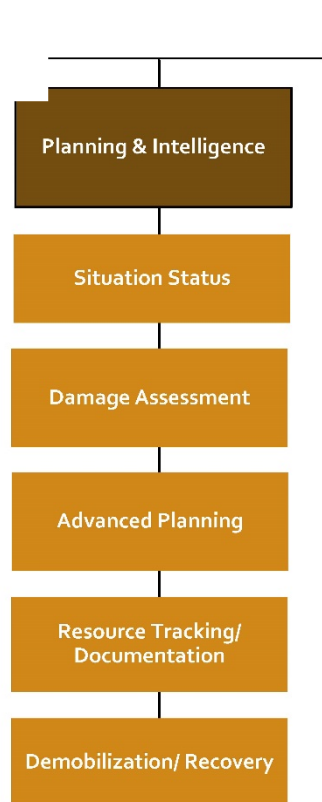 Planning & Intelligence
Situation Status
Damage Assessment
Advanced Planning
Resource Tracking/
Documentation
Demobilization/ Recovery